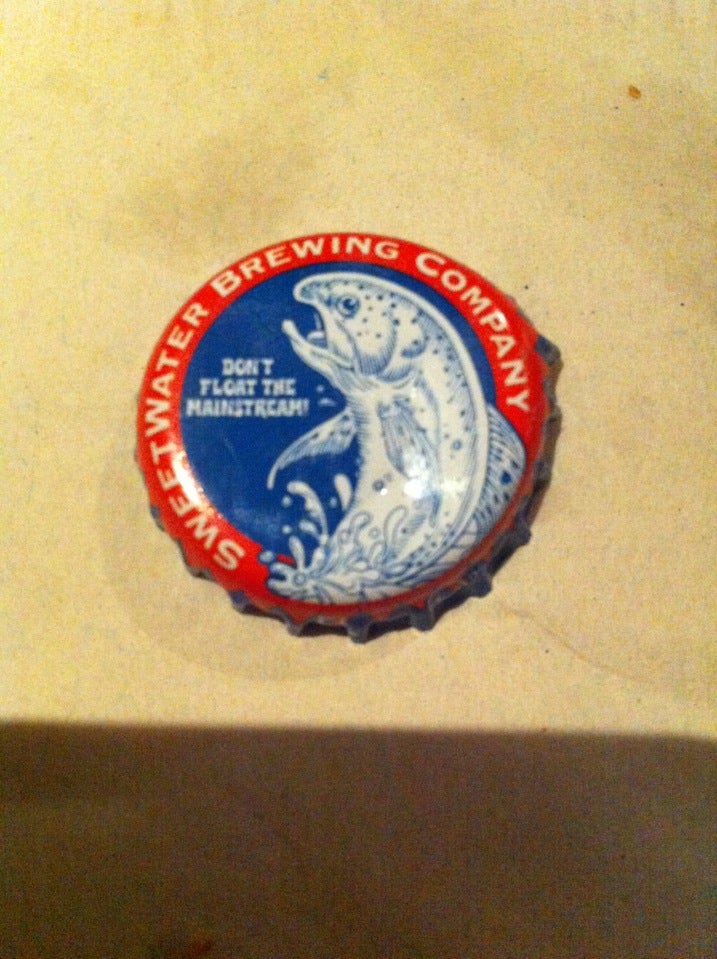 SWEETWATER BREWING COMPANY
DON'T
FLOAT THE
MAINSTREAM!